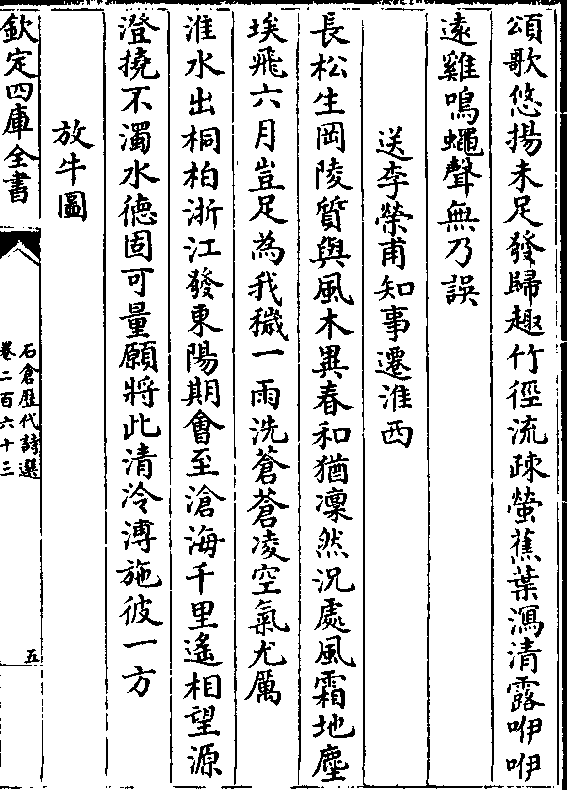 頌歌悠揚未足發歸趣竹徑流疎螢蕉葉瀉清露咿咿
遠雞鳴蠅聲無乃誤
送李榮甫知事遷淮西
長松生岡陵質與風木異春和猶凜然況處風霜地塵
埃飛六月豈足為我穢一雨洗蒼蒼凌空氣尤厲
淮水出桐柏浙江發東陽期會至滄海千里遙相望源
澄撓不濁水德固可量願將此清泠溥施彼一方
放牛圖
欽定四庫全書
石倉歷代詩選
卷二百六十三
五